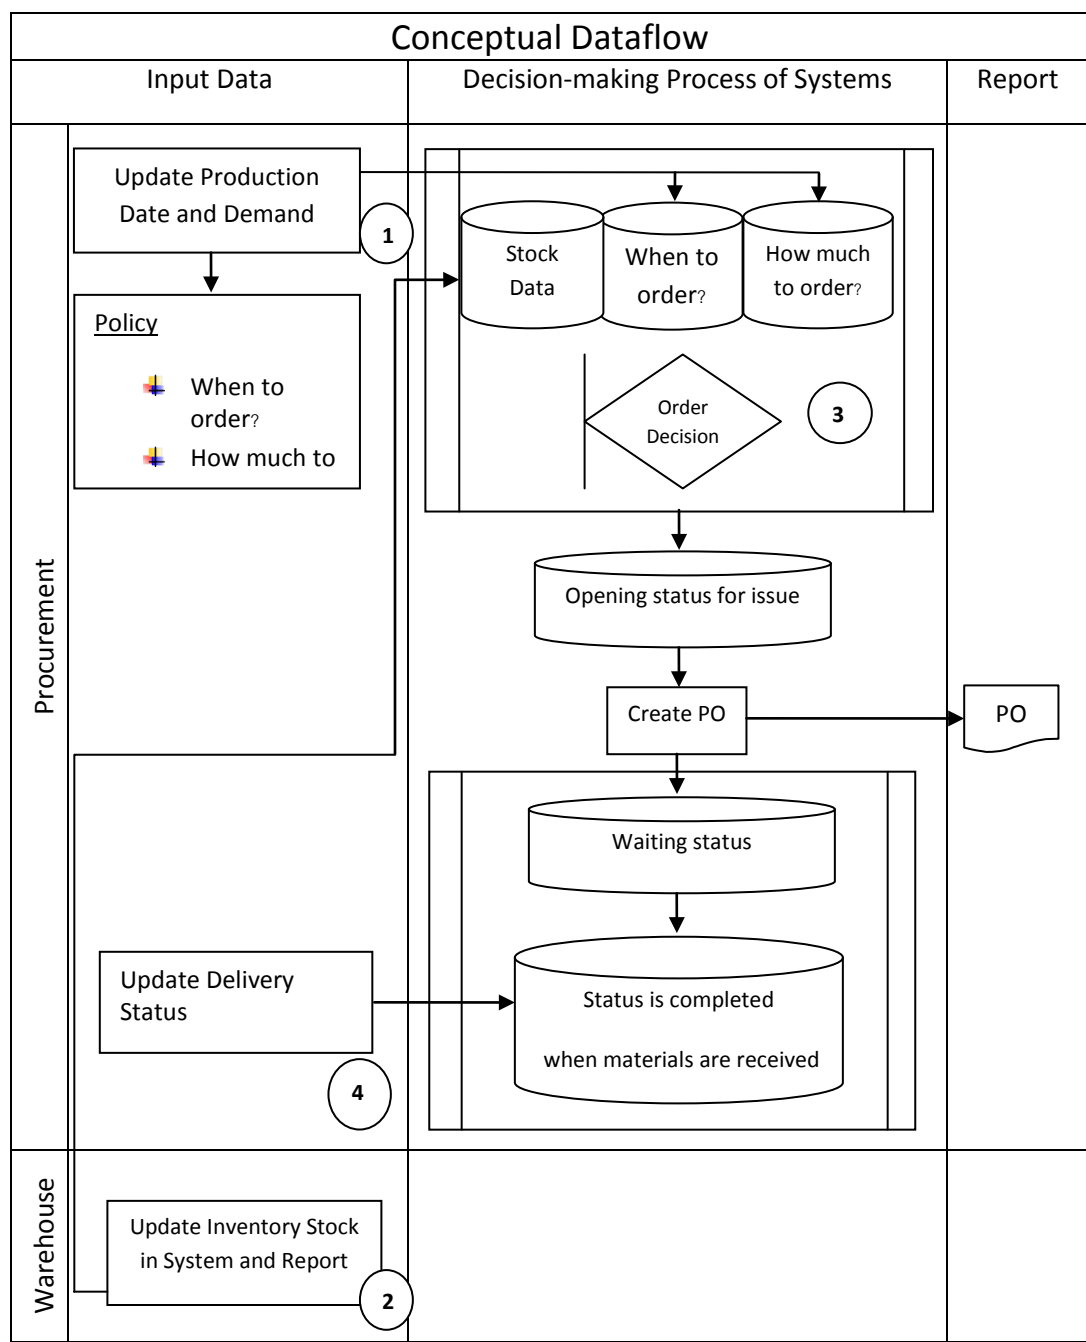 Conceptual Dataflow
Input Data
Decision-making Process of Systems
Report
Procurement
Update Production
Date and Demand
1
Policy
When to
order?
How much to
Stock
Data
When to
order?
How much
to order?
Order
Decision
3
Opening status for issue
Create PO
PO
Waiting status
Update Delivery
Status
4
Status is completed
when materials are received
Warehouse
Update Inventory Stock
in System and Report
2